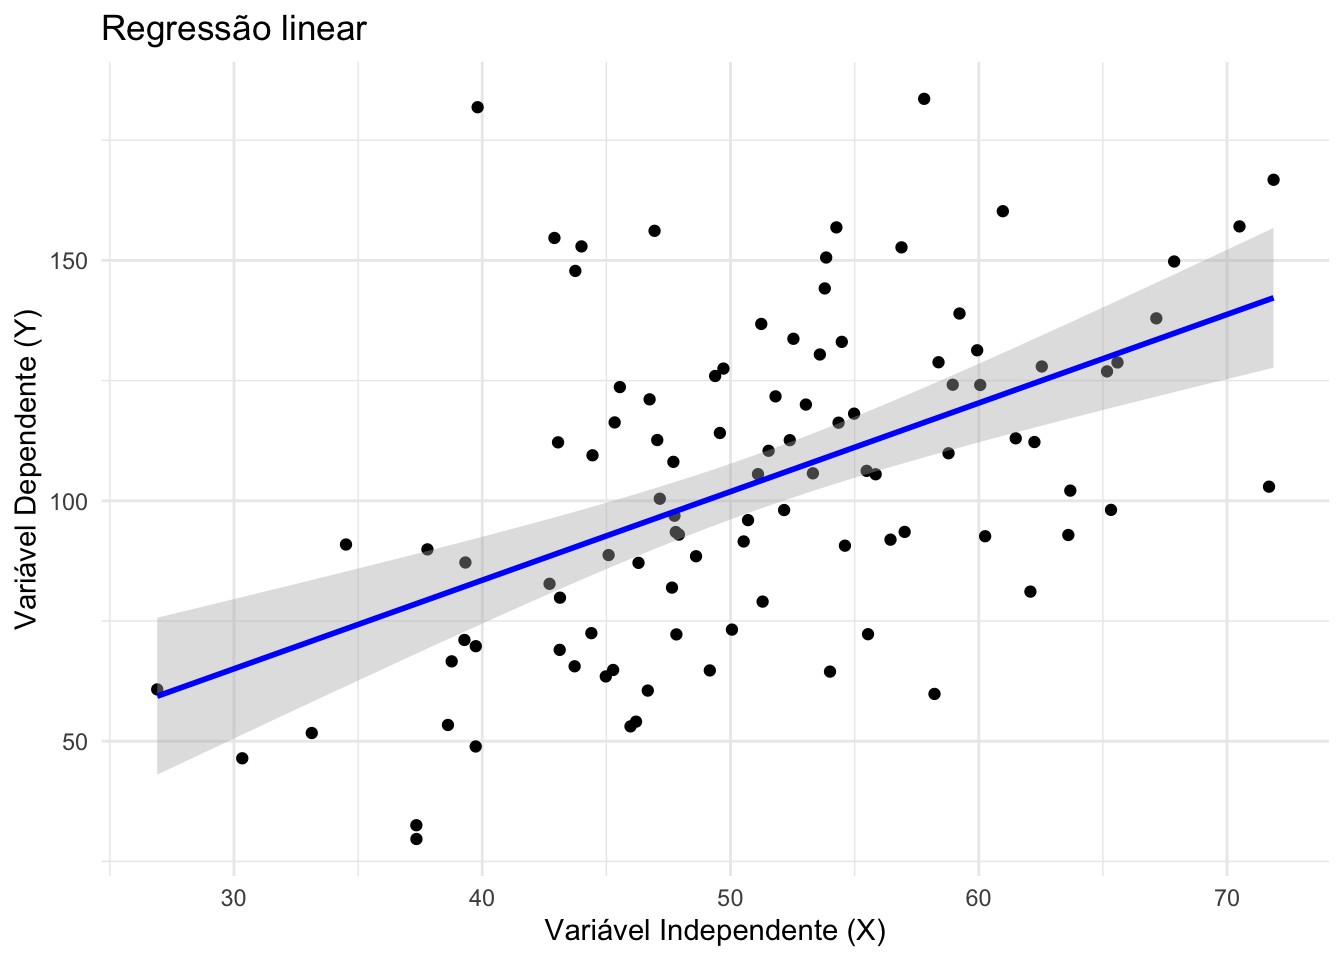 Regressão linear
Variável Dependente (Y)
150
100
50
30 40 50 60 70
Variável Independente (X)